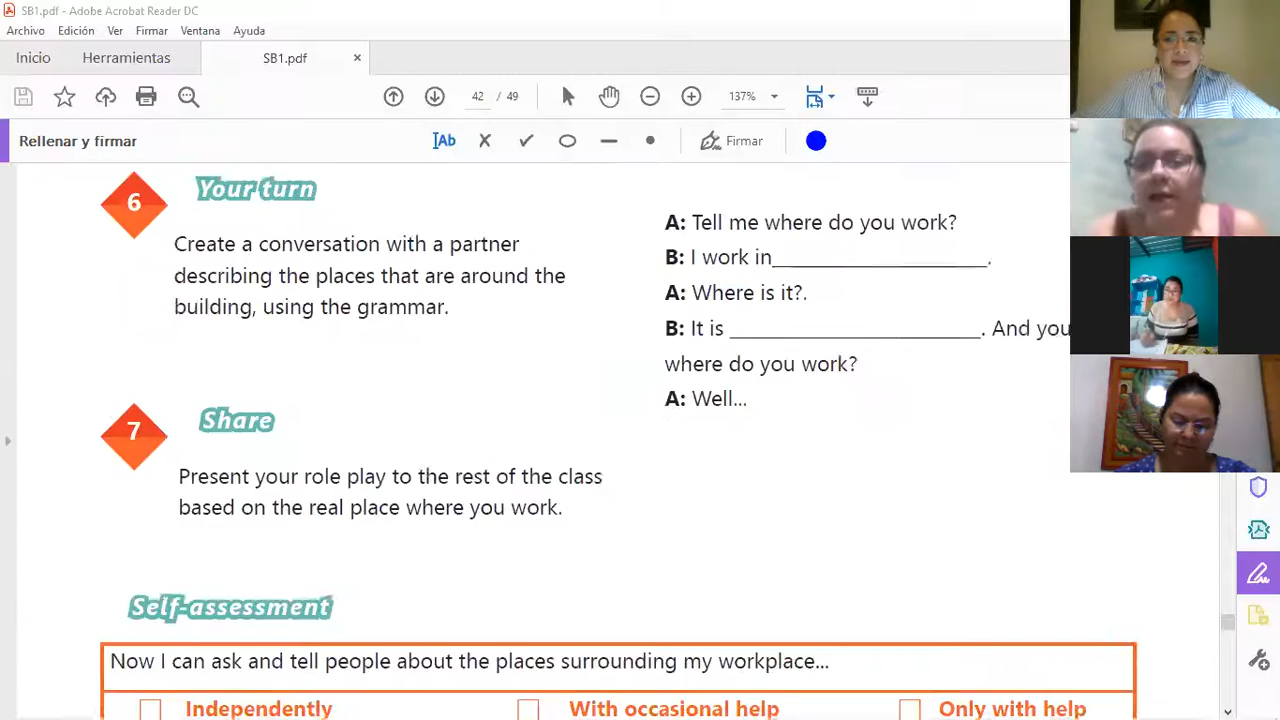 SB1.pdf - Adobe Acrobat Reader DC
Archivo Edición Ver Firmar Ventana Ayuda
Inicio Herramientas SB1.pdf ×
42 / 49 137%
Rellenar y firmar Ab Firmar
6 Your turn
Create a conversation with a partner
describing the places that are around the
building, using the grammar.
A: Tell me where do you work?
B: I work in____________________.
A: Where is it?.
B: It is ______________________. And you
where do you work?
A: Well...
7 Share
Present your role play to the rest of the class
based on the real place where you work.
Self-assessment
Now I can ask and tell people about the places surrounding my workplace...
Independently With occasional help Only with help